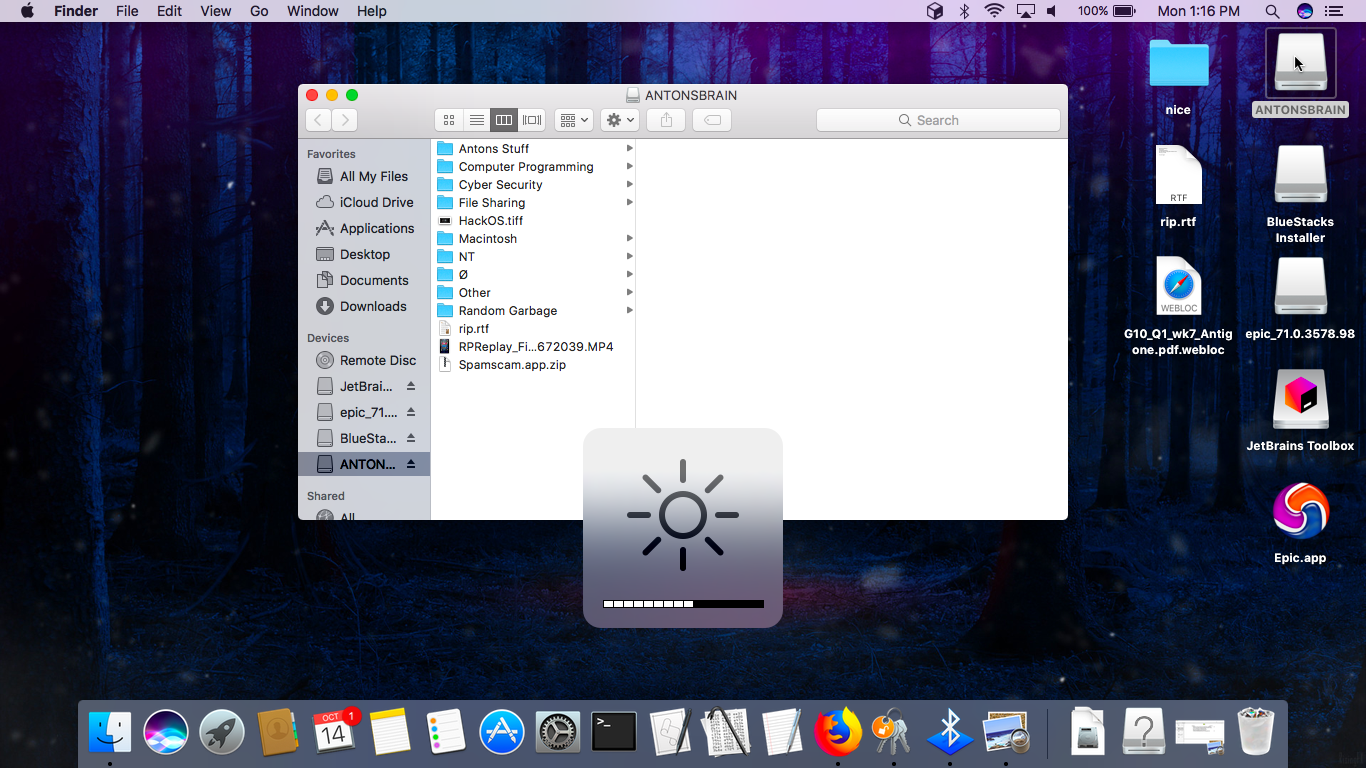 Finder File Edit View Go Window Help 100% Mon 1:16 PM
ANTONSBRAIN
Search
Favorites
All My Files
iCloud Drive
Applications
Desktop
Documents
Downloads
Devices
Remote Disc
JetBrai...
epic_71....
BlueSta...
ANTON...
Shared
All
Antons Stuff
Computer Programming
Cyber Security
File Sharing
HackOS.tiff
Macintosh
NT
Ø
Other
Random Garbage
rip.rtf
RPReplay_Fi...672039.MP4
Spamscam.app.zip
nice
RTF
rip.rtf
WEBLOC
G10_Q1_wk7_Antig
one.pdf.webloc
ANTONSBRAIN
BlueStacks
Installer
epic_71.0.3578.98
JetBrains Toolbox
Epic.app
OCT
14
1
>_
?